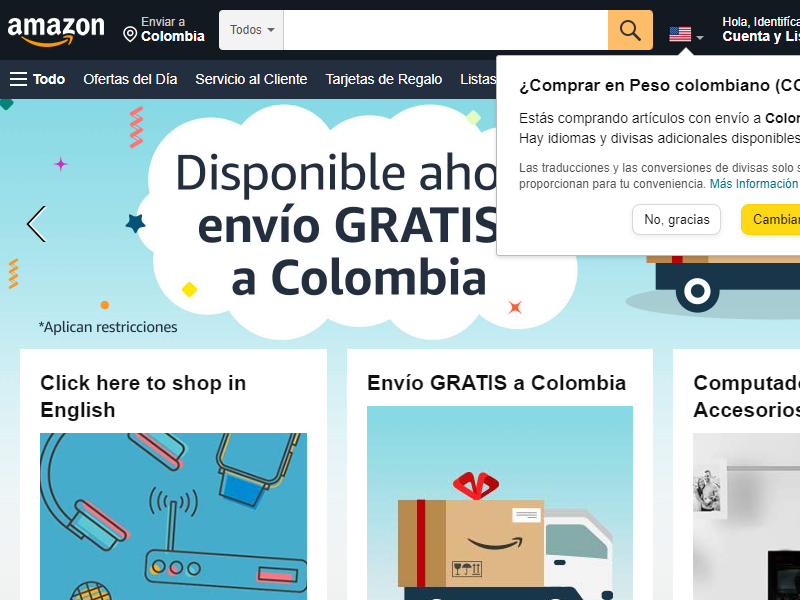 amazon
Enviar a
Colombia
Todos
Hola, Identifíca
Cuenta y Lis
Todo
Ofertas del Día
Servicio al Cliente
Tarjetas de Regalo
Listas
¿Comprar en Peso colombiano (CO
Estás comprando artículos con envío a Colom
Hay idiomas y divisas adicionales disponibles
Las traducciones y las conversiones de divisas solo s
proporcionan para tu conveniencia. Más Información
No, gracias
Cambiar
Disponible aho
envío GRATIS
a Colombia
*Aplican restricciones
Click here to shop in
English
Envío GRATIS a Colombia
Computado
Accesorios